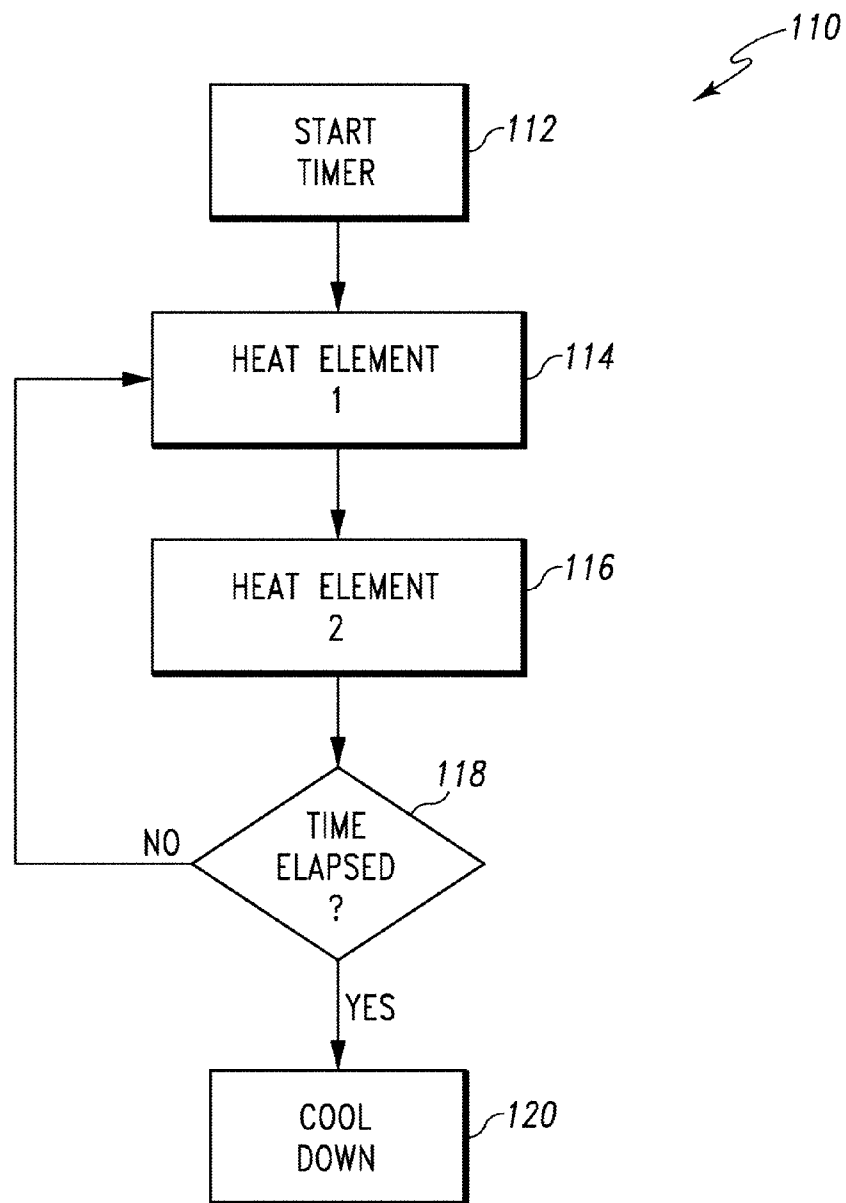 110
START
TIMER
112
HEAT ELEMENT
1
114
HEAT ELEMENT
2
116
118
TIME
ELAPSED
?
NO
YES
COOL
DOWN
120